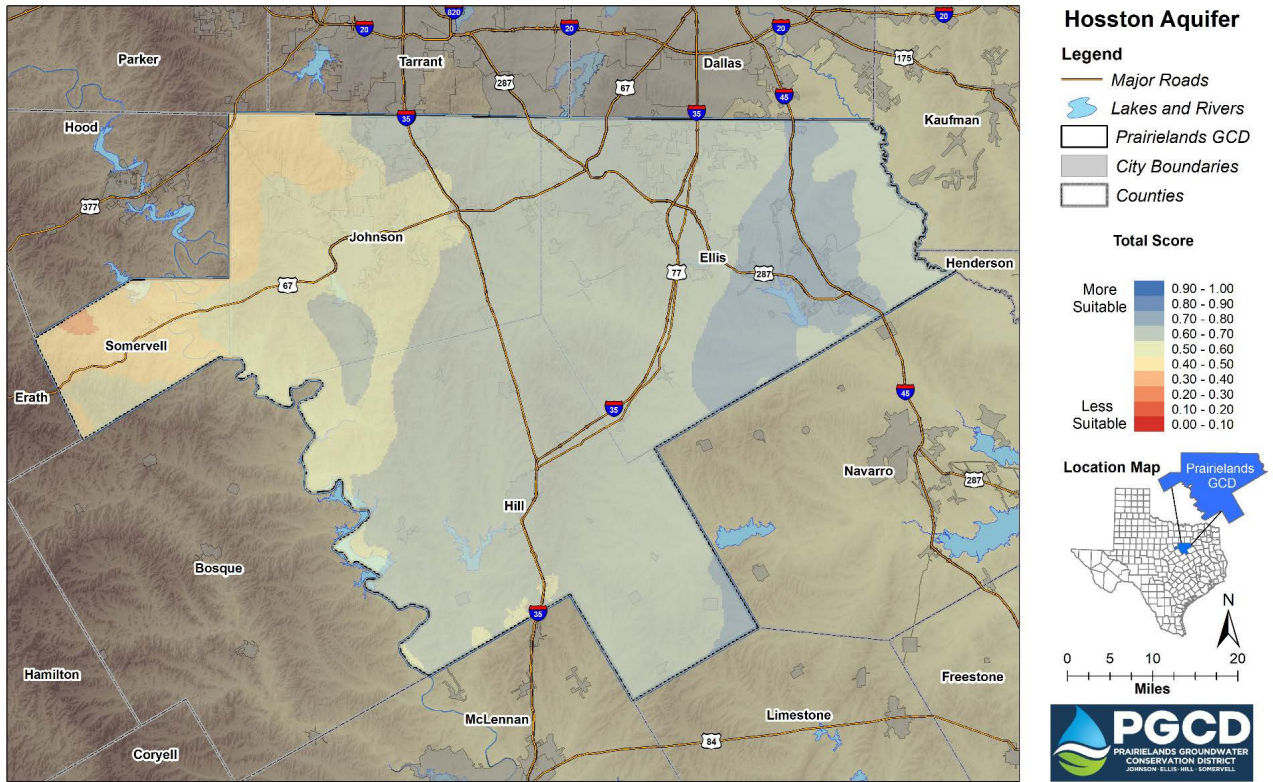 820
20
20
20
20
Parker
Tarrant
Dallas
287
67
175
45
Hood
35
35
Kaufman
377
Johnson
Ellis
77
287
Henderson
67
Somervell
Erath
35
45
Navarro
287
Hill
Bosque
35
Hamilton
Freestone
McLennan
Limestone
84
Coryell
Hosston Aquifer
Legend
Major Roads
Lakes and Rivers
Prairielands GCD
City Boundaries
Counties
Total Score
More
Suitable
0.90 - 1.00
0.80 - 0.90
0.70 - 0.80
0.60 - 0.70
0.50 - 0.60
0.40 - 0.50
0.30 - 0.40
0.20 - 0.30
0.10 - 0.20
0.00 - 0.10
Less
Suitable
Location Map
Prairielands
GCD
N
0 5 10 20
Miles
PGCD
PRAIRIELANDS GROUNDWATER
CONSERVATION DISTRICT
JOHNSON · ELLIS · HILL · SOMERVELL